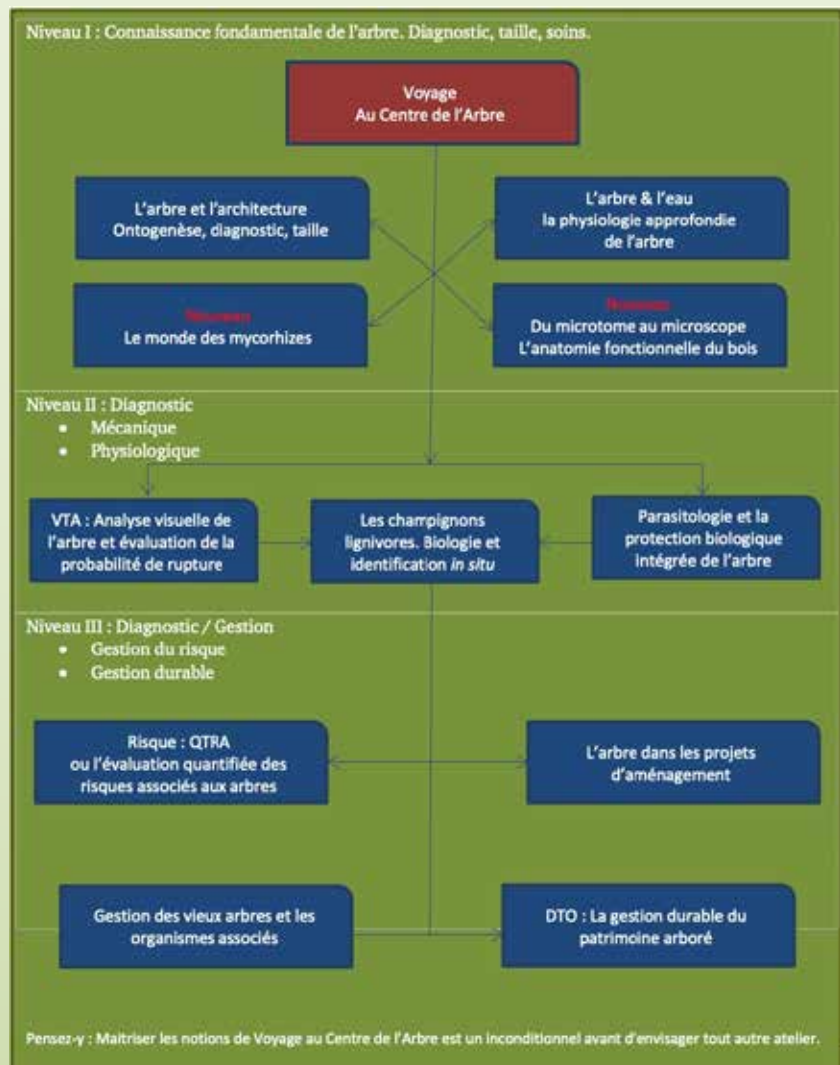 Niveau I : Connaissance fondamentale de l'arbre. Diagnostic, taille, soins.
Voyage
Au Centre de l'Arbre
L'arbre et l'architecture
Ontogenèse, diagnostic, taille
L'arbre & l'eau
la physiologie approfondie
de l'arbre
Nouveau
Le monde des mycorhizes
Nouveau
Du microtome au microscope
L'anatomie fonctionnelle du bois
Niveau II : Diagnostic
• Mécanique
• Physiologique
VTA : Analyse visuelle de
l'arbre et évaluation de la
probabilité de rupture
Les champignons
lignivores. Biologie et
identification in situ
Parasitologie et la
protection biologique
intégrée de l'arbre
Niveau III : Diagnostic / Gestion
• Gestion du risque
• Gestion durable
Risque : QTRA
ou l'évaluation quantifiée des
risques associés aux arbres
L'arbre dans les projets
d'aménagement
Gestion des vieux arbres et les
organismes associés
DTO : La gestion durable du
patrimoine arboré
Pensez-y : Maitriser les notions de Voyage au Centre de l'Arbre est un inconditionnel avant d'envisager tout autre atelier.